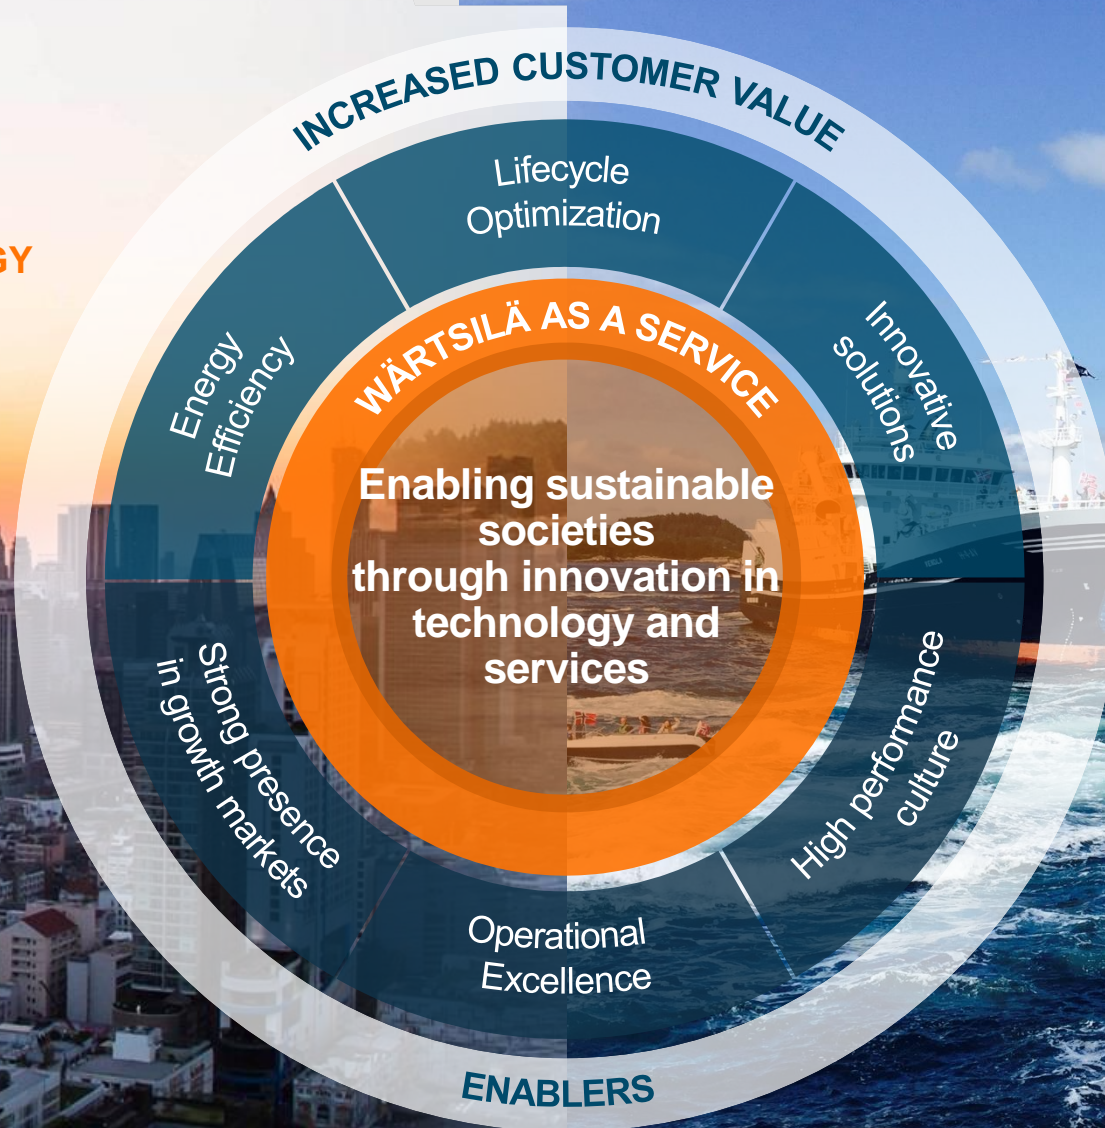 INCREASED CUSTOMER VALUE
Lifecycle
Optimization
GY
Energy
Efficiency
Innovative
solutions
WÄRTSILÄ AS A SERVICE
Enabling sustainable
societies
through innovation in
technology and
services
Strong presence
in growth markets
High performance
culture
Operational
Excellence
ENABLERS